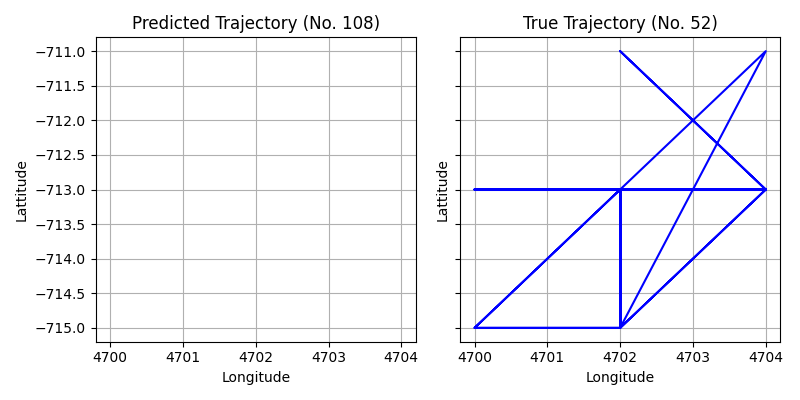 Predicted Trajectory (No. 108)
Lattitude
−711.0
−711.5
−712.0
−712.5
−713.0
−713.5
−714.0
−714.5
−715.0
4700 4701 4702 4703 4704
Longitude
True Trajectory (No. 52)
Lattitude
4700 4701 4702 4703 4704
Longitude